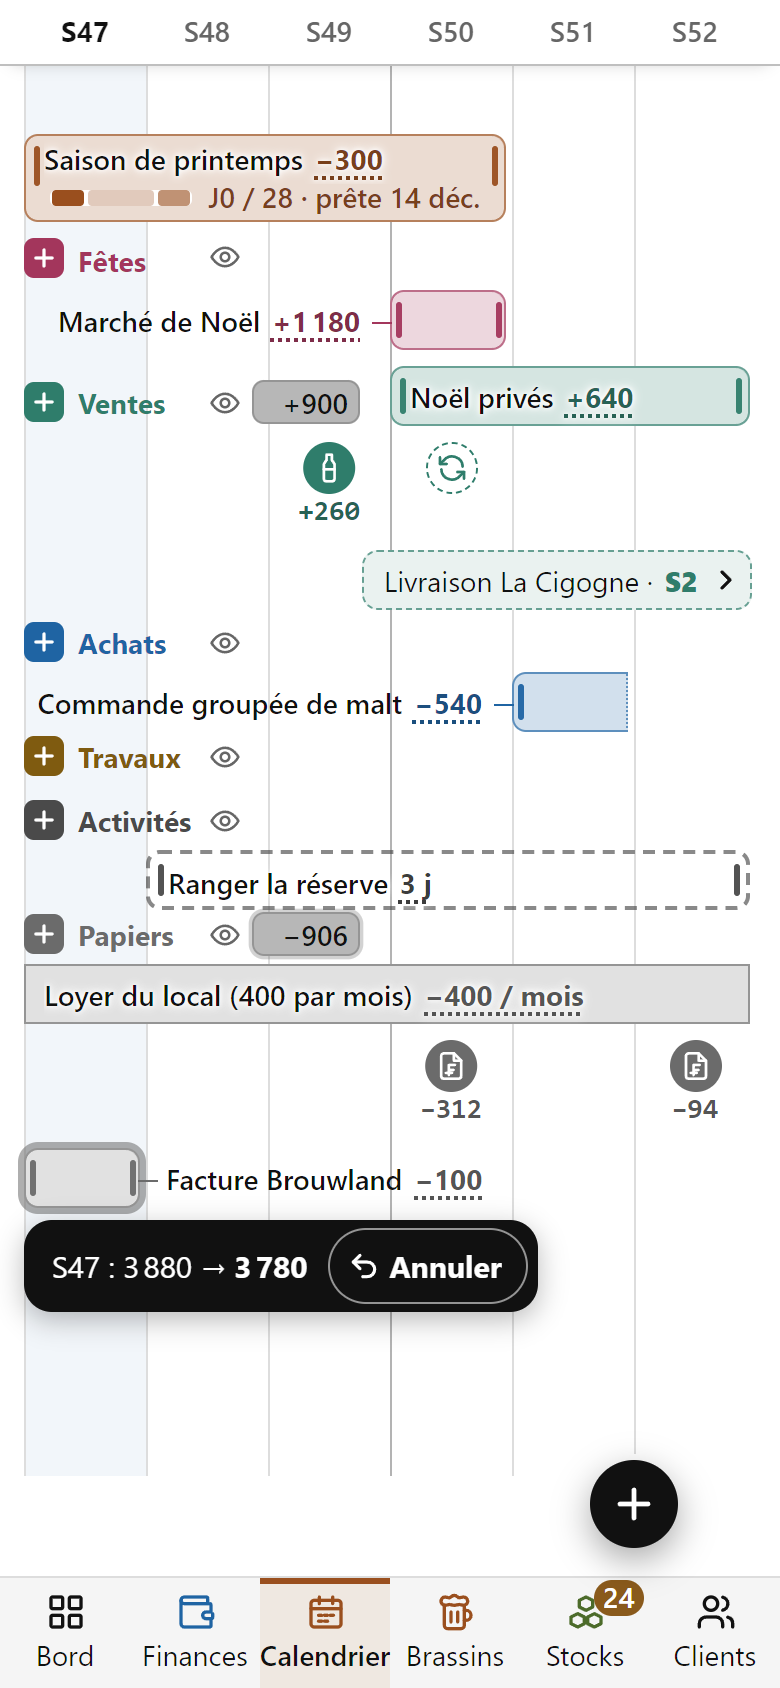 S47 S48 S49 S50 S51 S52
Saison de printemps −300
J0 / 28 · prête 14 déc.
Fêtes
Marché de Noël +1 180
Ventes +900
Noël privés +640
+260
Livraison La Cigogne · S2
Achats
Commande groupée de malt −540
Travaux
Activités
Ranger la réserve 3 j
Papiers −906
Loyer du local (400 par mois) −400 / mois
−312 −94
Facture Brouwland −100
S47 : 3 880 → 3 780 Annuler
24
Bord Finances Calendrier Brassins Stocks Clients